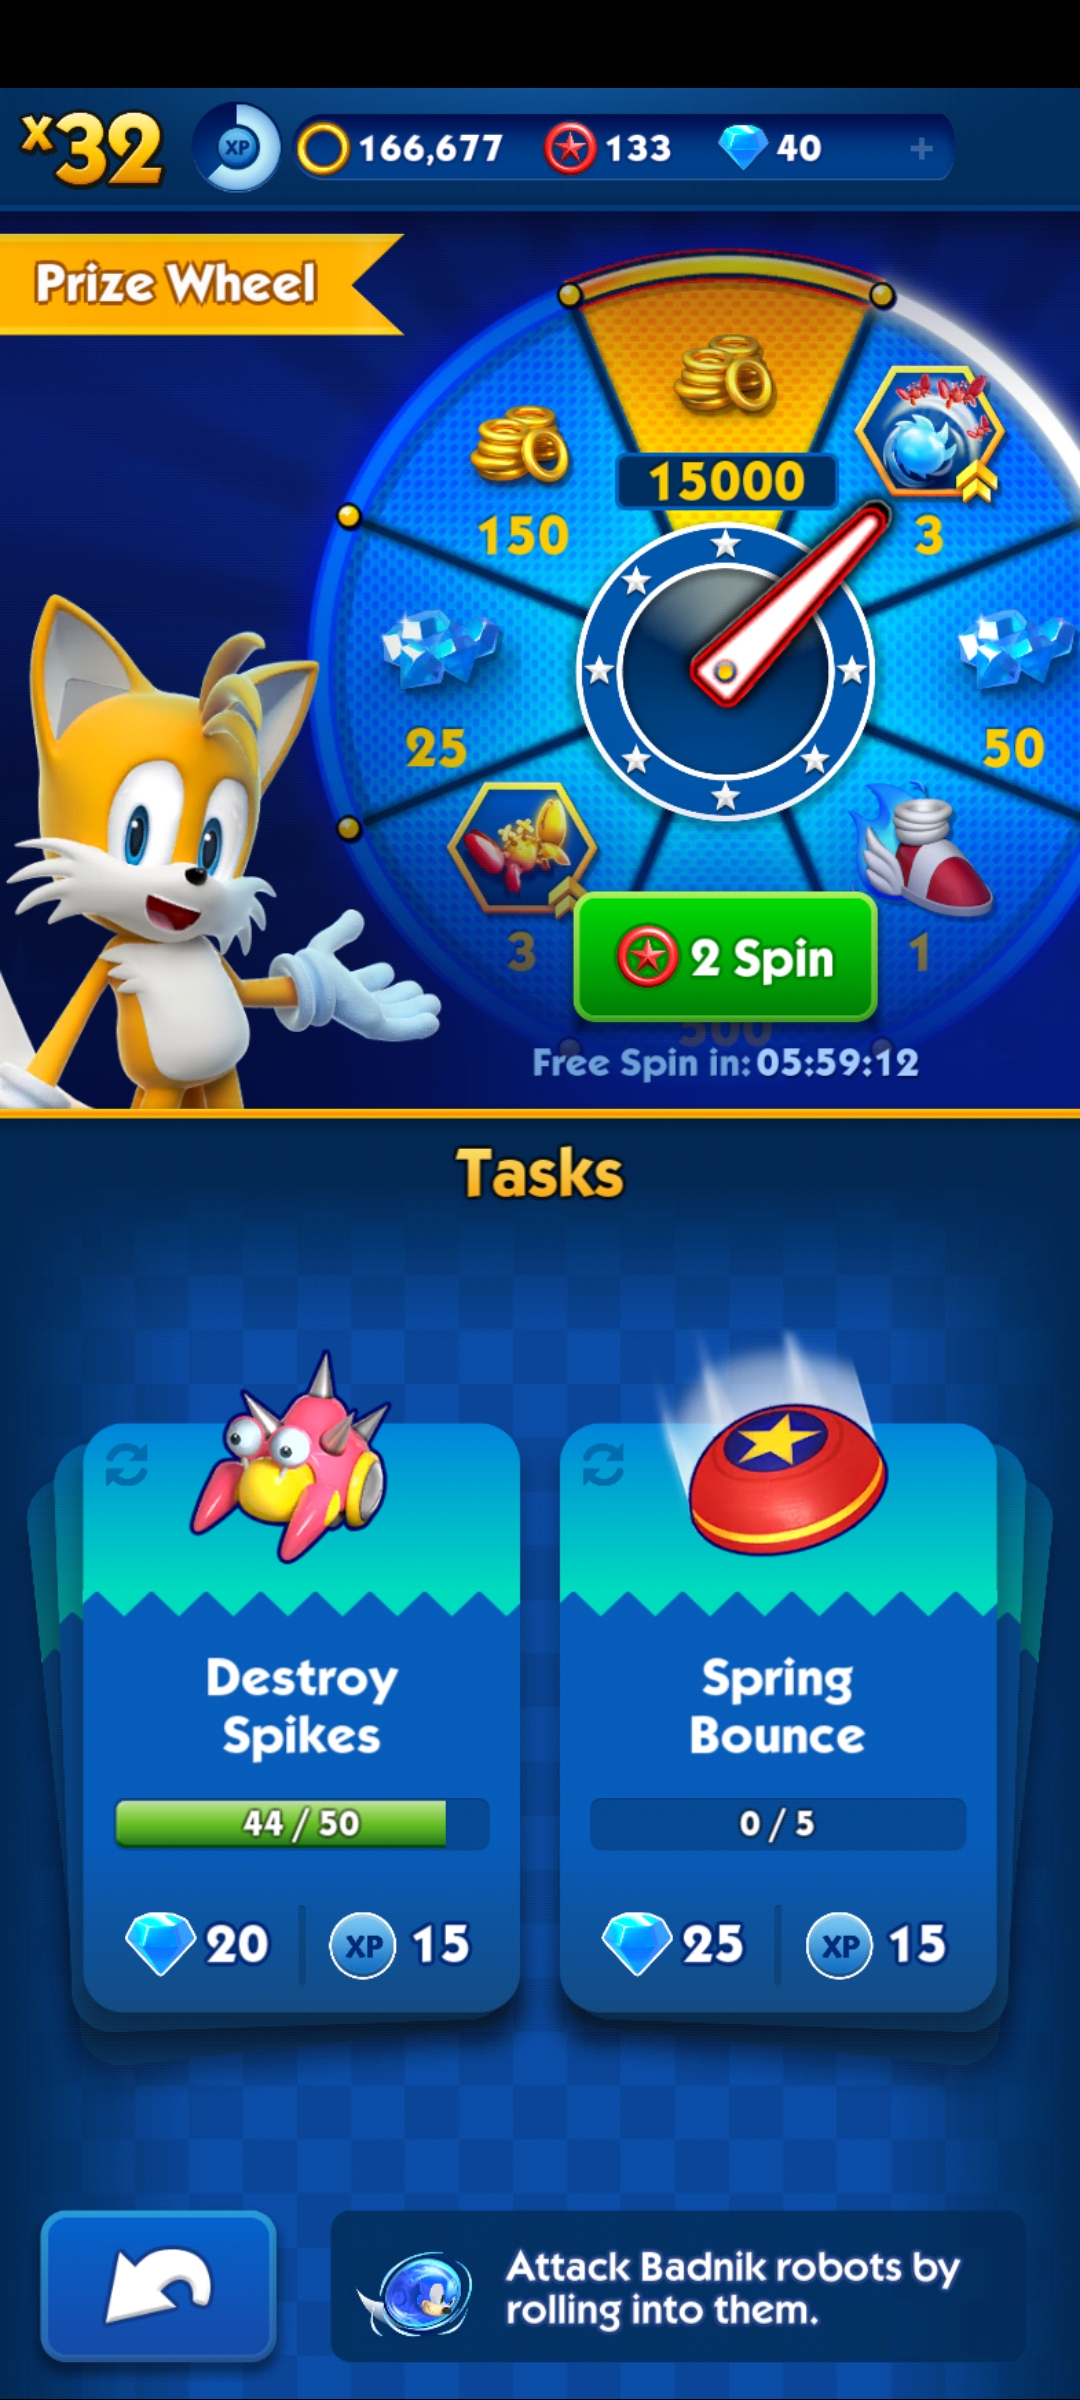 x32
XP
166,677
133
40
+
Prize Wheel
15000
150
3
25
50
3
1
2 Spin
500
Free Spin in: 05:59:12
Tasks
Destroy
Spikes
44 / 50
20
XP 15
Spring
Bounce
0 / 5
25
XP 15
Attack Badnik robots by
rolling into them.